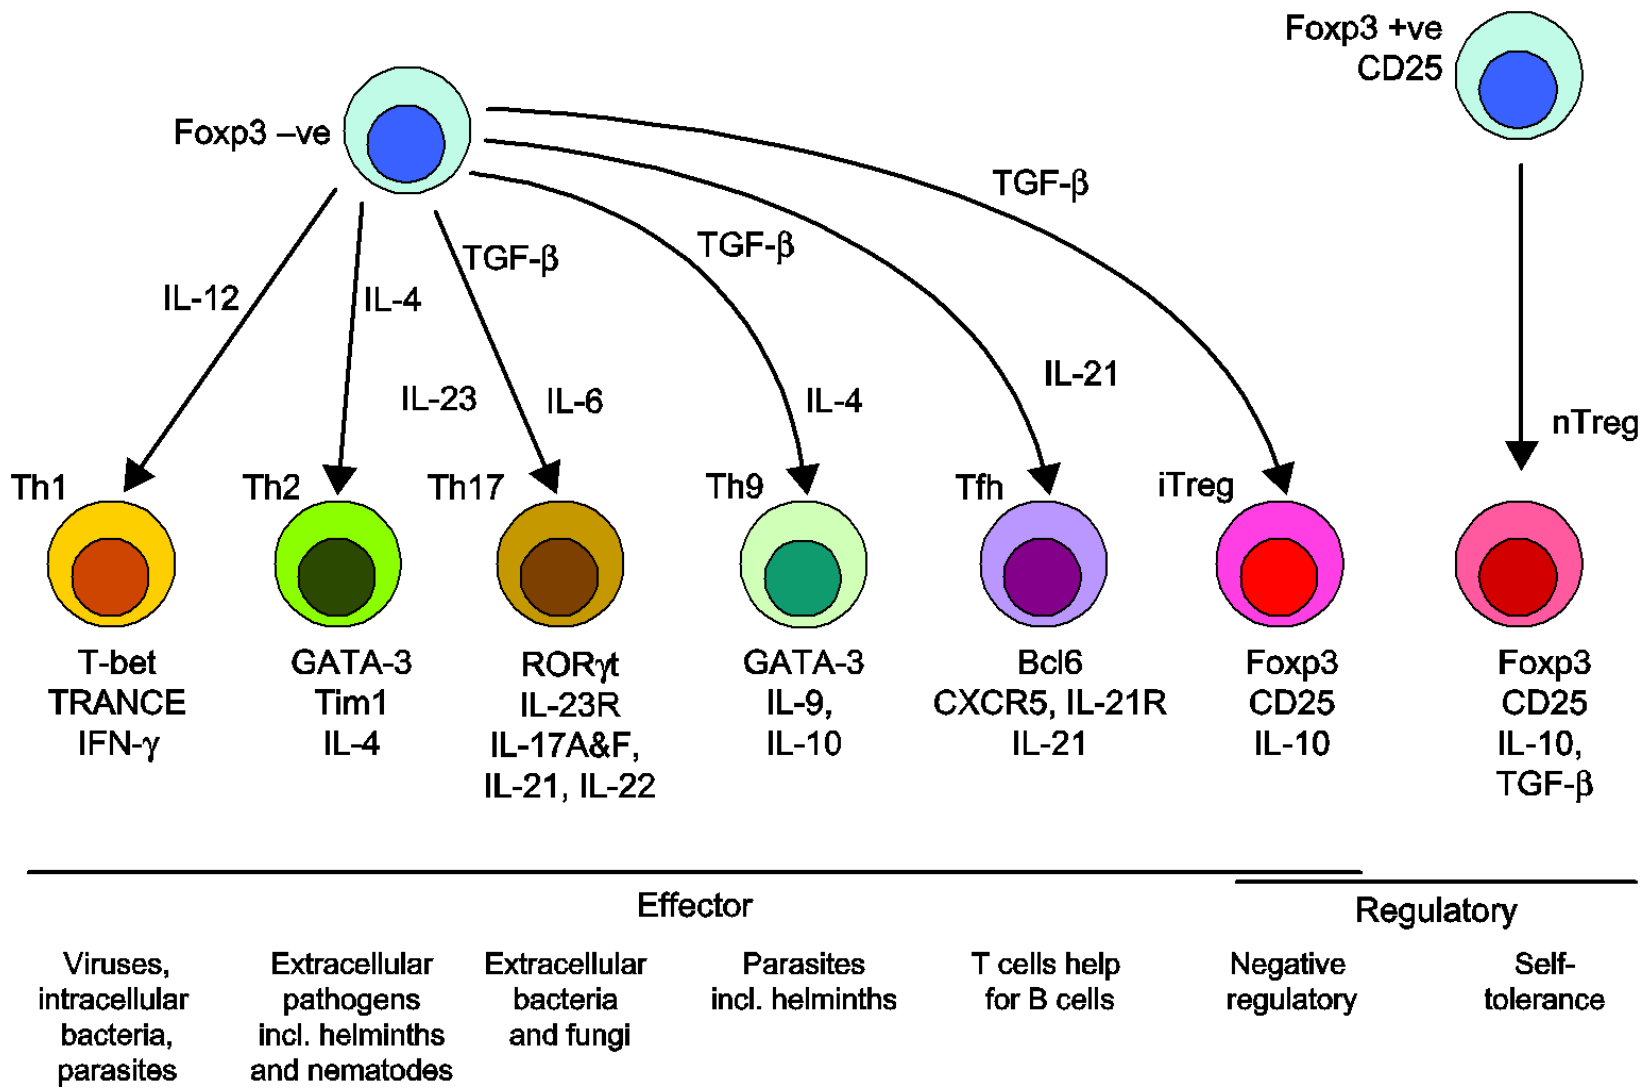 Foxp3 +ve
CD25
Foxp3 –ve
TGF-β
TGF-β
TGF-β
IL-12
IL-4
IL-21
IL-23
IL-6
IL-4
nTreg
Th1
Th2
Th17
Th9
Tfh
iTreg
T-bet
TRANCE
IFN-γ
GATA-3
Tim1
IL-4
RORγt
IL-23R
IL-17A&F,
IL-21, IL-22
GATA-3
IL-9,
IL-10
Bcl6
CXCR5, IL-21R
IL-21
Foxp3
CD25
IL-10
Foxp3
CD25
IL-10,
TGF-β
Effector
Regulatory
Viruses,
intracellular
bacteria,
parasites
Extracellular
pathogens
incl. helminths
and nematodes
Extracellular
bacteria
and fungi
Parasites
incl. helminths
T cells help
for B cells
Negative
regulatory
Self-
tolerance